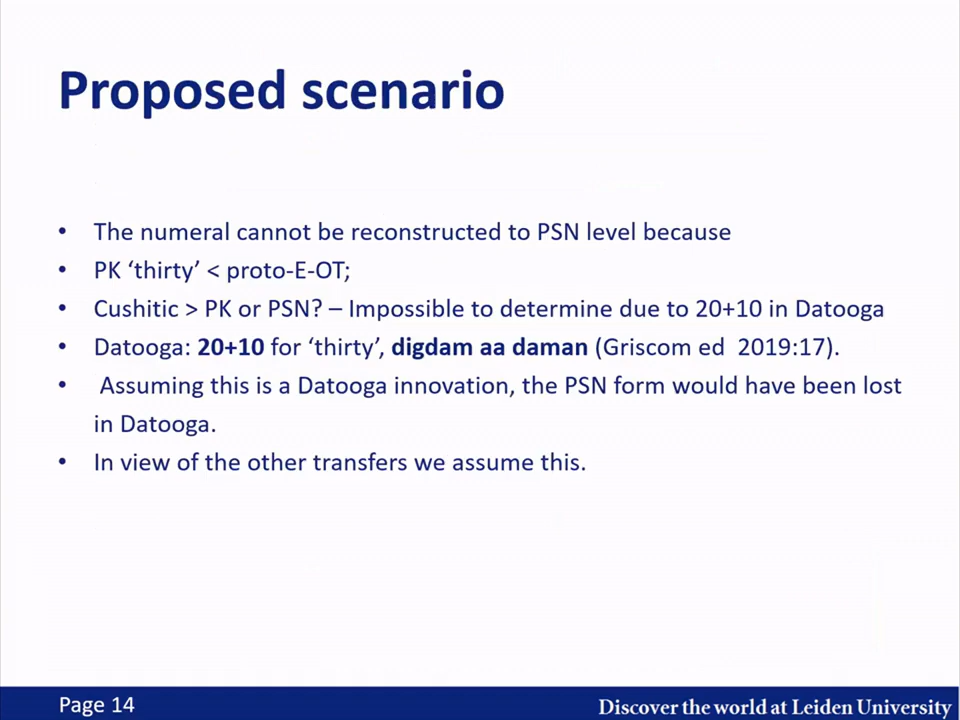 Proposed scenario
• The numeral cannot be reconstructed to PSN level because
• PK ‘thirty’ < proto-E-OT;
• Cushitic > PK or PSN? – Impossible to determine due to 20+10 in Datooga
• Datooga: 20+10 for ‘thirty’, digdam aa daman (Griscom ed 2019:17).
• Assuming this is a Datooga innovation, the PSN form would have been lost
in Datooga.
• In view of the other transfers we assume this.
Page 14
Discover the world at Leiden University